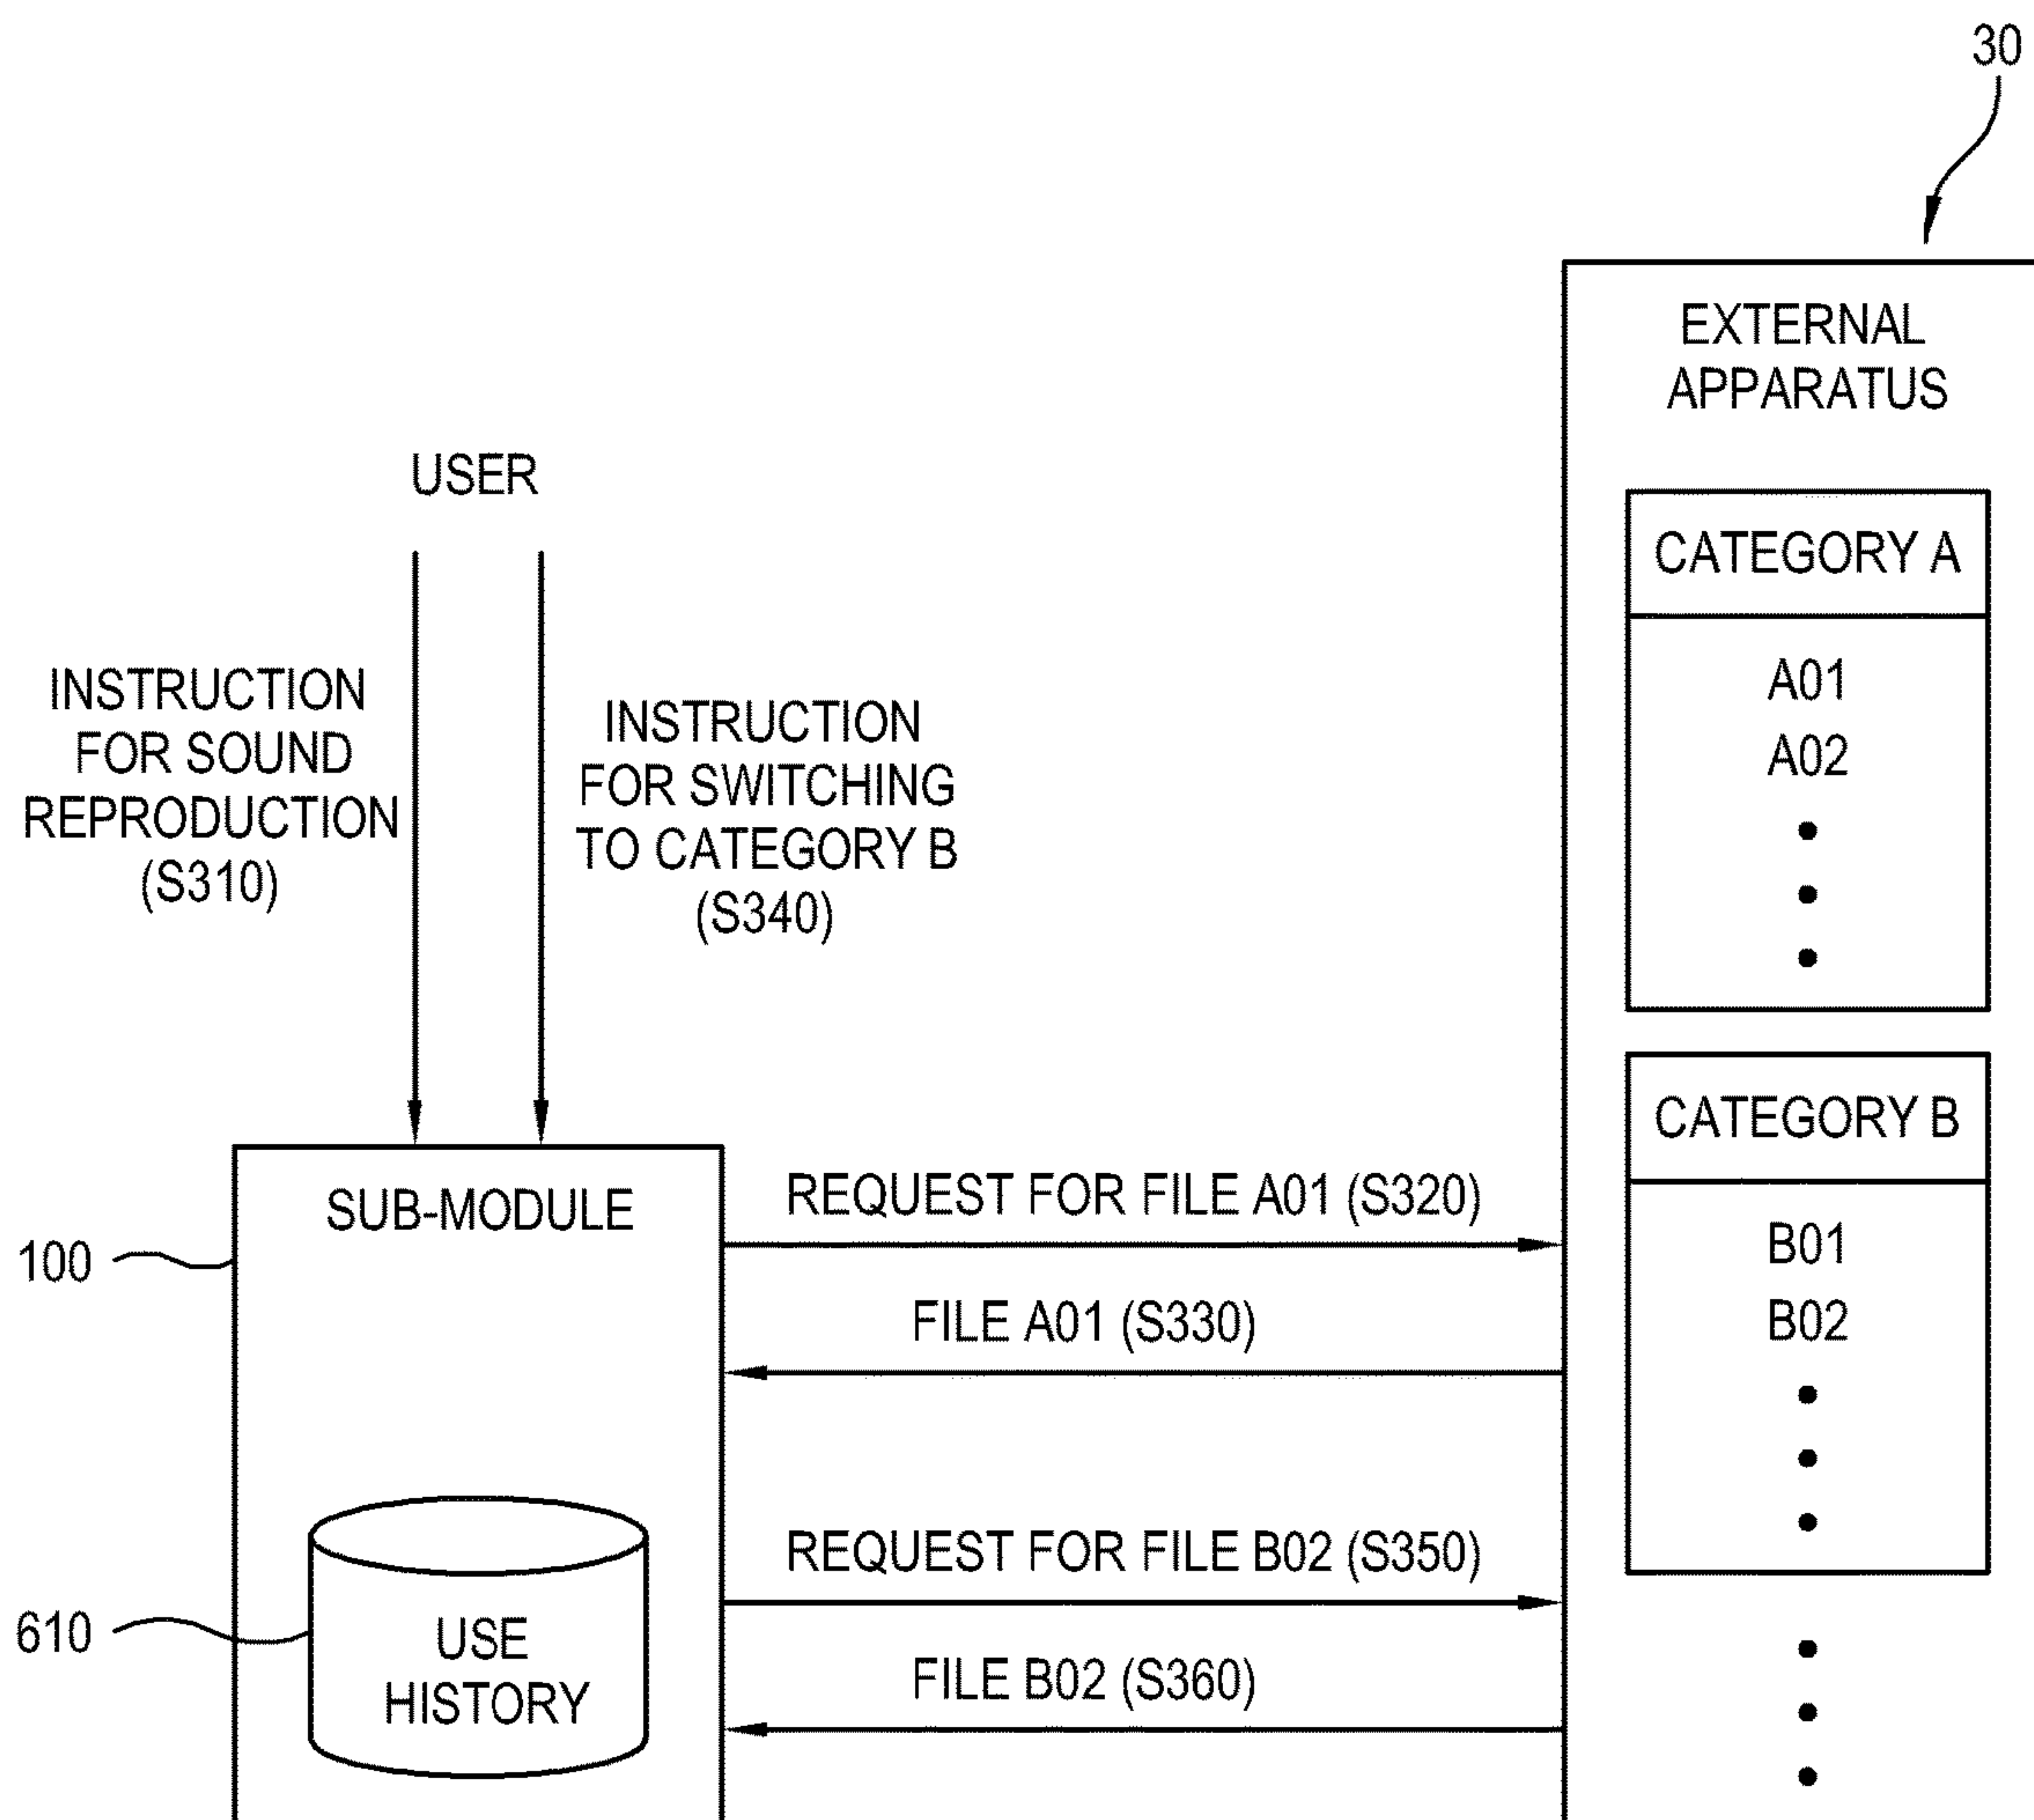 30
EXTERNAL
APPARATUS
USER
CATEGORY A
A01
A02
INSTRUCTION
FOR SOUND
REPRODUCTION
(S310)
INSTRUCTION
FOR SWITCHING
TO CATEGORY B
(S340)
CATEGORY B
B01
B02
SUB-MODULE
100
REQUEST FOR FILE A01 (S320)
FILE A01 (S330)
REQUEST FOR FILE B02 (S350)
FILE B02 (S360)
610
USE
HISTORY